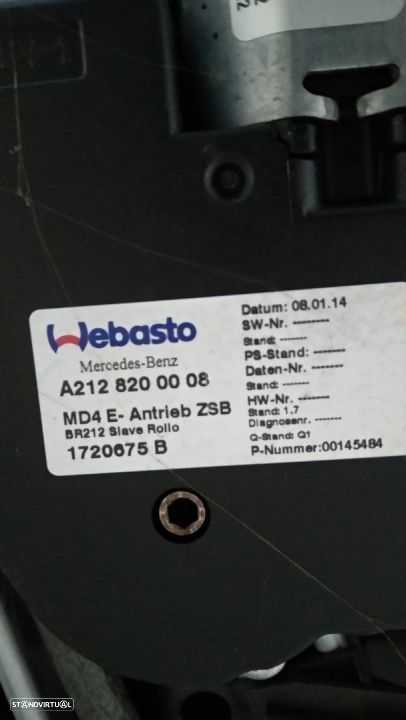 Webasto
Mercedes-Benz
A212 820 00 08
MD4 E- Antrieb ZSB
BR212 Slave Rollo
1720675 B
Datum: 08.01.14
SW-Nr. -------
Stand: ------
PS-Stand: -------
Daten-Nr. -------
Stand: ------
HW-Nr. -------
Stand: 1.7
Diagnosenr. -------
Q-Stand: Q1
P-Nummer:00145484
STANDVIRTUAL